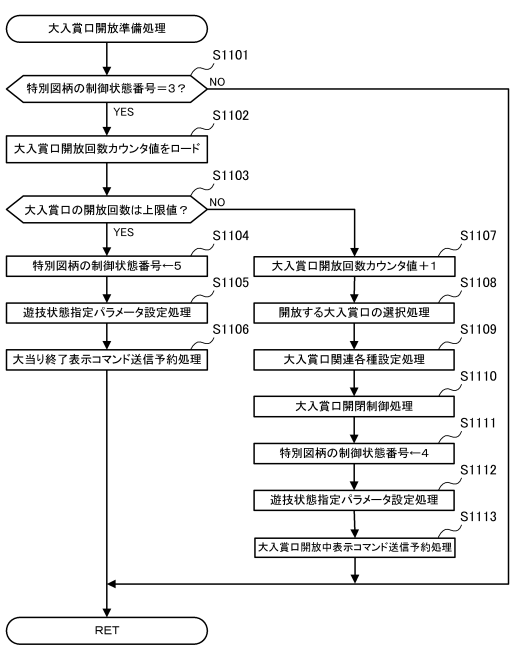 大入賞口開放準備処理
S1101
特別図柄の制御状態番号＝3？
NO
YES
S1102
大入賞口開放回数カウンタ値をロード
S1103
大入賞口の開放回数は上限値？
NO
YES
S1104
特別図柄の制御状態番号←5
S1105
遊技状態指定パラメータ設定処理
S1106
大当り終了表示コマンド送信予約処理
S1107
大入賞口開放回数カウンタ値＋1
S1108
開放する大入賞口の選択処理
S1109
大入賞口関連各種設定処理
S1110
大入賞口開閉制御処理
S1111
特別図柄の制御状態番号←4
S1112
遊技状態指定パラメータ設定処理
S1113
大入賞口開放中表示コマンド送信予約処理
RET